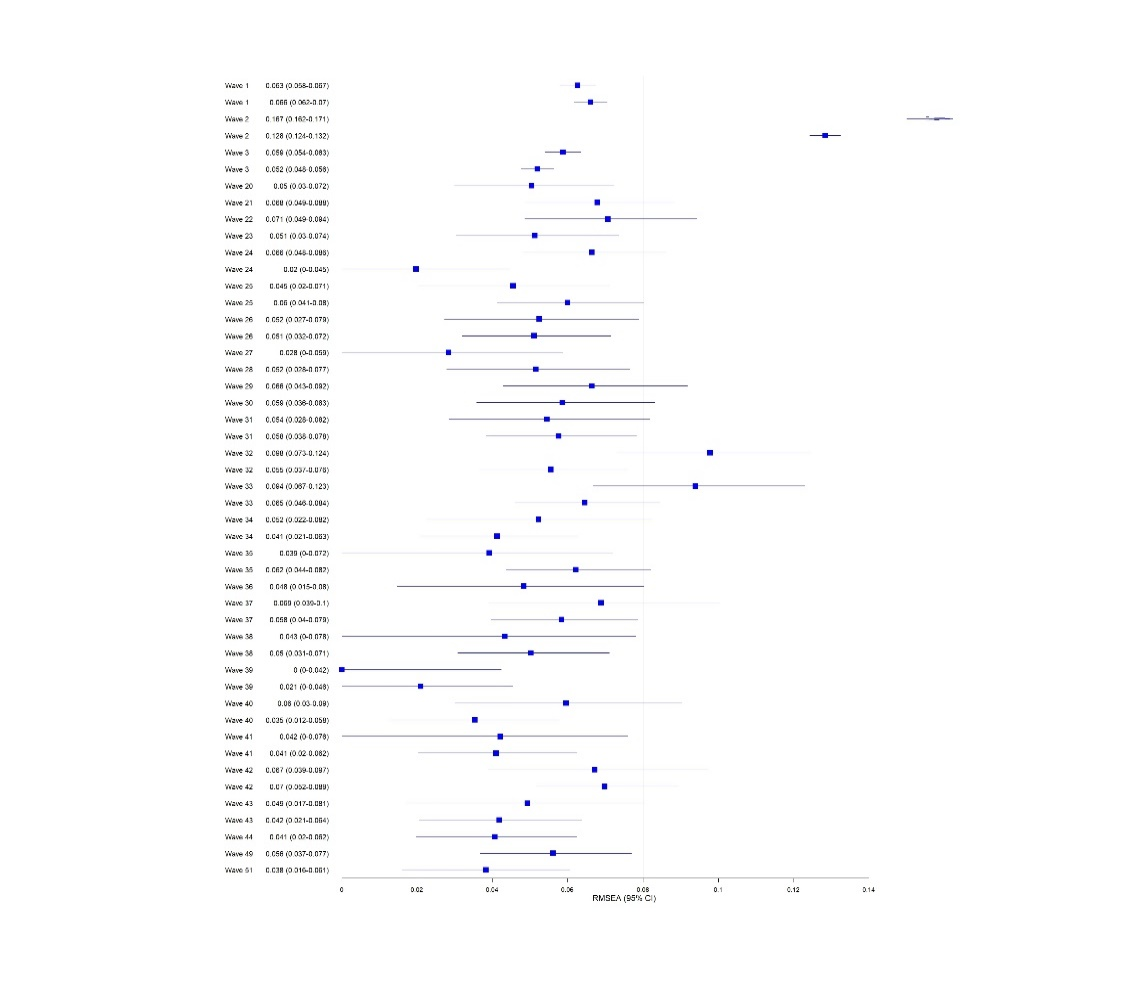 Wave 1 0.063 (0.058-0.067)
Wave 1 0.066 (0.062-0.07)
Wave 2 0.167 (0.162-0.171)
Wave 2 0.128 (0.124-0.132)
Wave 3 0.059 (0.054-0.063)
Wave 3 0.052 (0.048-0.056)
Wave 20 0.05 (0.03-0.072)
Wave 21 0.068 (0.049-0.088)
Wave 22 0.071 (0.049-0.094)
Wave 23 0.051 (0.03-0.074)
Wave 24 0.066 (0.048-0.086)
Wave 24 0.02 (0-0.045)
Wave 25 0.045 (0.02-0.071)
Wave 25 0.06 (0.041-0.08)
Wave 26 0.052 (0.027-0.079)
Wave 26 0.051 (0.032-0.072)
Wave 27 0.028 (0-0.059)
Wave 28 0.052 (0.028-0.077)
Wave 29 0.066 (0.043-0.092)
Wave 30 0.059 (0.036-0.083)
Wave 31 0.054 (0.028-0.082)
Wave 31 0.058 (0.038-0.078)
Wave 32 0.098 (0.073-0.124)
Wave 32 0.055 (0.037-0.076)
Wave 33 0.094 (0.067-0.123)
Wave 33 0.065 (0.046-0.084)
Wave 34 0.052 (0.022-0.082)
Wave 34 0.041 (0.021-0.063)
Wave 35 0.039 (0-0.072)
Wave 35 0.062 (0.044-0.082)
Wave 36 0.048 (0.015-0.08)
Wave 37 0.069 (0.039-0.1)
Wave 37 0.058 (0.04-0.079)
Wave 38 0.043 (0-0.078)
Wave 38 0.05 (0.031-0.071)
Wave 39 0 (0-0.042)
Wave 39 0.021 (0-0.046)
Wave 40 0.06 (0.03-0.09)
Wave 40 0.035 (0.012-0.058)
Wave 41 0.042 (0-0.076)
Wave 41 0.041 (0.02-0.062)
Wave 42 0.067 (0.039-0.097)
Wave 42 0.07 (0.052-0.089)
Wave 43 0.049 (0.017-0.081)
Wave 43 0.042 (0.021-0.064)
Wave 44 0.041 (0.02-0.062)
Wave 49 0.056 (0.037-0.077)
Wave 51 0.038 (0.016-0.061)
0 0.02 0.04 0.06 0.08 0.1 0.12 0.14
RMSEA (95% CI)